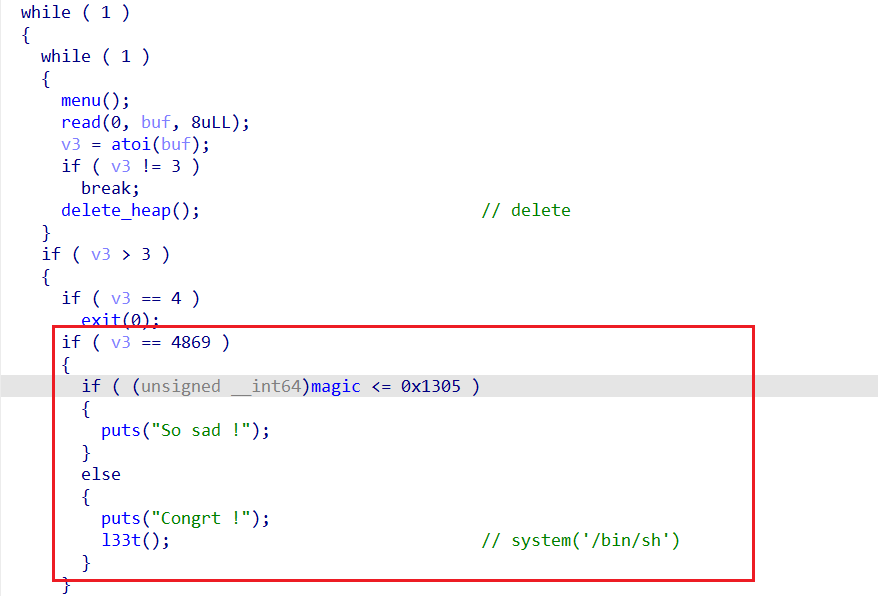 while ( 1 )
{
while ( 1 )
{
menu();
read(0, buf, 8uLL);
v3 = atoi(buf);
if ( v3 != 3 )
break;
delete_heap(); // delete
}
if ( v3 > 3 )
{
if ( v3 == 4 )
exit(0);
if ( v3 == 4869 )
{
if ( (unsigned __int64)magic <= 0x1305 )
{
puts("So sad !");
}
else
{
puts("Congrt !");
l33t(); // system('/bin/sh')
}
}